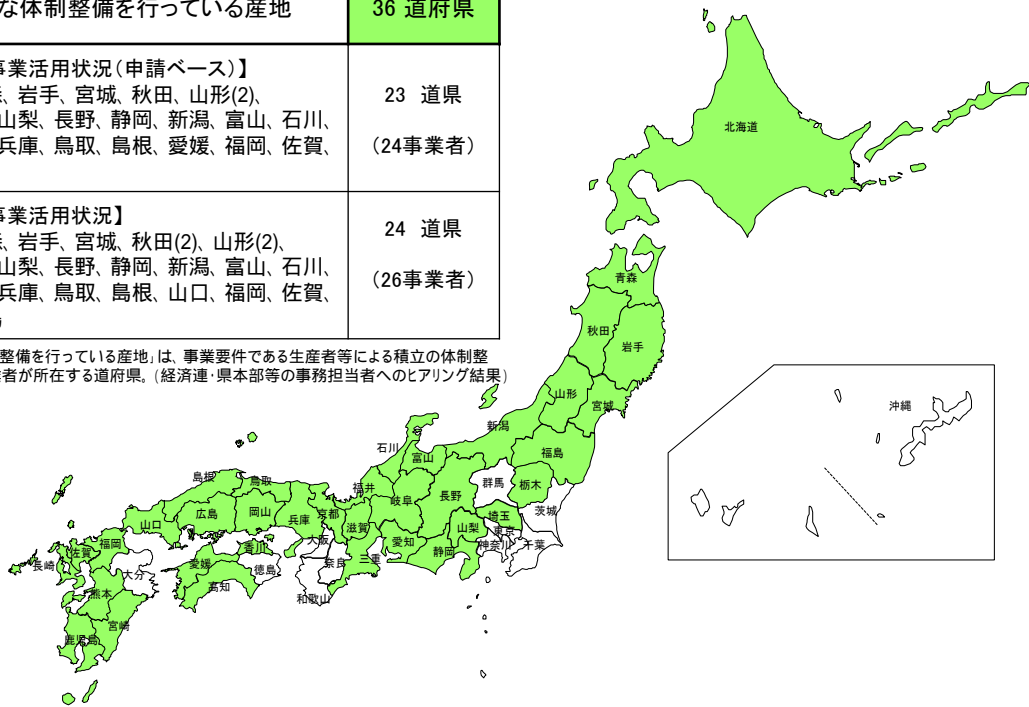 な体制整備を行っている産地
36 道府県
事業活用状況(申請ベース)】
、岩手、宮城、秋田、山形(2)、
山梨、長野、静岡、新潟、富山、石川、
兵庫、鳥取、島根、愛媛、福岡、佐賀、
23 道県
(24事業者)
事業活用状況】
、岩手、宮城、秋田(2)、山形(2)、
山梨、長野、静岡、新潟、富山、石川、
兵庫、鳥取、島根、山口、福岡、佐賀、
24 道県
(26事業者)
整備を行っている産地」は、事業要件である生産者等による積立の体制整
者が所在する道府県。(経済連・県本部等の事務担当者へのヒアリング結果)
北海道
青森
秋田
岩手
山形
宮城
新潟
福島
石川
富山
群馬
栃木
茨城
福井
岐阜
長野
埼玉
東京
山梨
神奈川
千葉
島根
鳥取
広島
岡山
兵庫
京都
滋賀
愛知
静岡
山口
大阪
奈良
三重
香川
徳島
和歌山
愛媛
高知
福岡
佐賀
長崎
大分
熊本
宮崎
鹿児島
沖縄